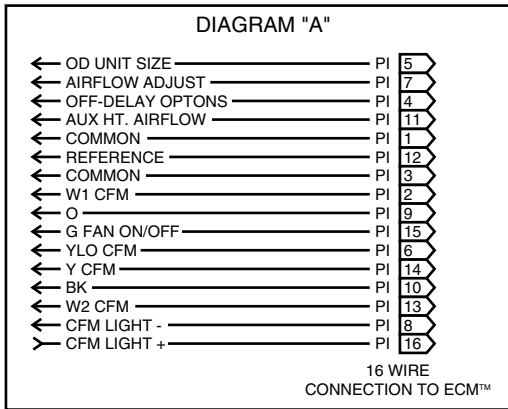 DIAGRAM "A"
OD UNIT SIZE PI 5
AIRFLOW ADJUST PI 7
OFF-DELAY OPTONS PI 4
AUX HT. AIRFLOW PI 11
COMMON PI 1
REFERENCE PI 12
COMMON PI 3
W1 CFM PI 2
O PI 9
G FAN ON/OFF PI 15
YLO CFM PI 6
Y CFM PI 14
BK PI 10
W2 CFM PI 13
CFM LIGHT - PI 8
CFM LIGHT + PI 16
16 WIRE
CONNECTION TO ECM™